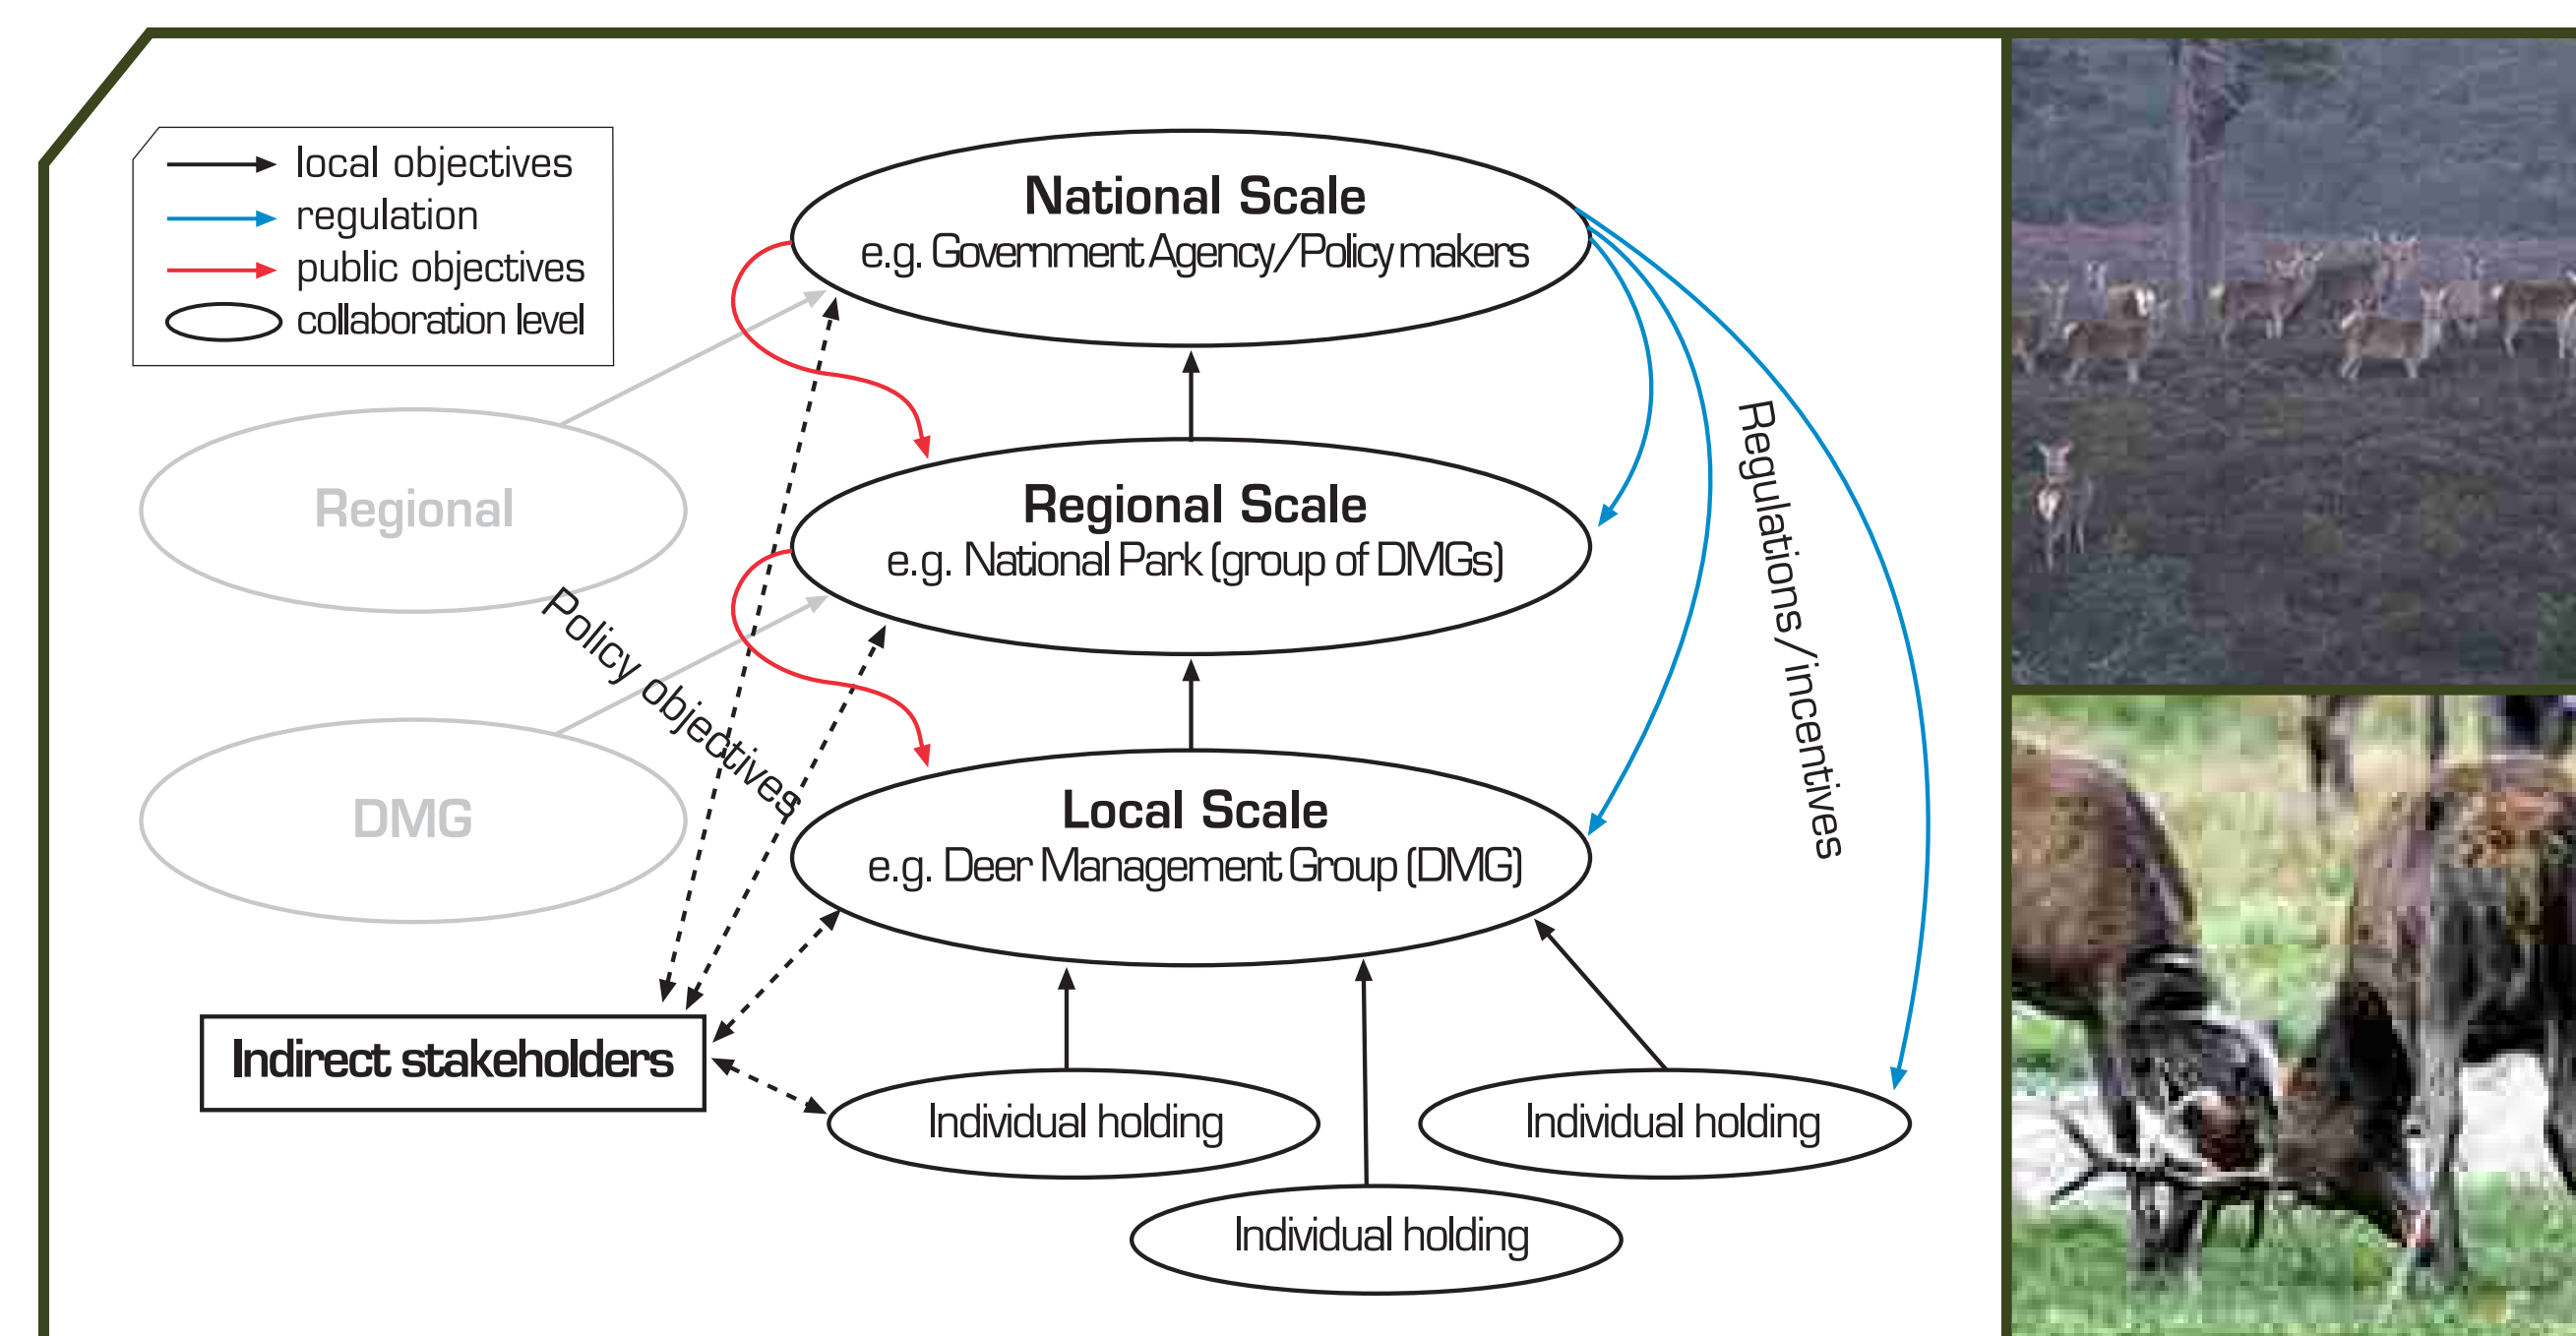 local objectives
regulation
public objectives
collaboration level
National Scale
e.g. Government Agency/Policy makers
Regional
Regional Scale
e.g. National Park (group of DMGs)
Policy objectives
Regulations/incentives
DMG
Local Scale
e.g. Deer Management Group (DMG)
Indirect stakeholders
Individual holding
Individual holding
Individual holding